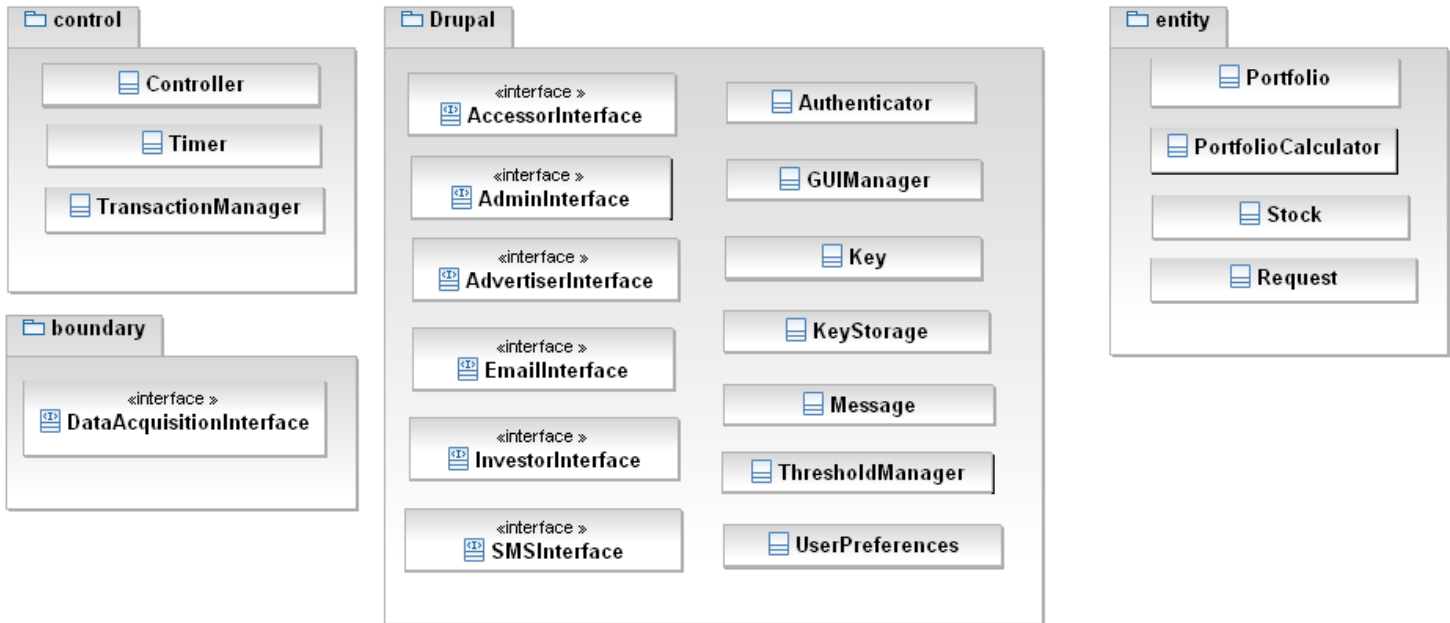 control
Controller
Timer
TransactionManager
boundary
«interface »
DataAcquisitionInterface
Drupal
«interface »
AccessorInterface
«interface »
AdminInterface
«interface »
AdvertiserInterface
«interface »
EmailInterface
«interface »
InvestorInterface
«interface »
SMSInterface
Authenticator
GUIManager
Key
KeyStorage
Message
ThresholdManager
UserPreferences
entity
Portfolio
PortfolioCalculator
Stock
Request